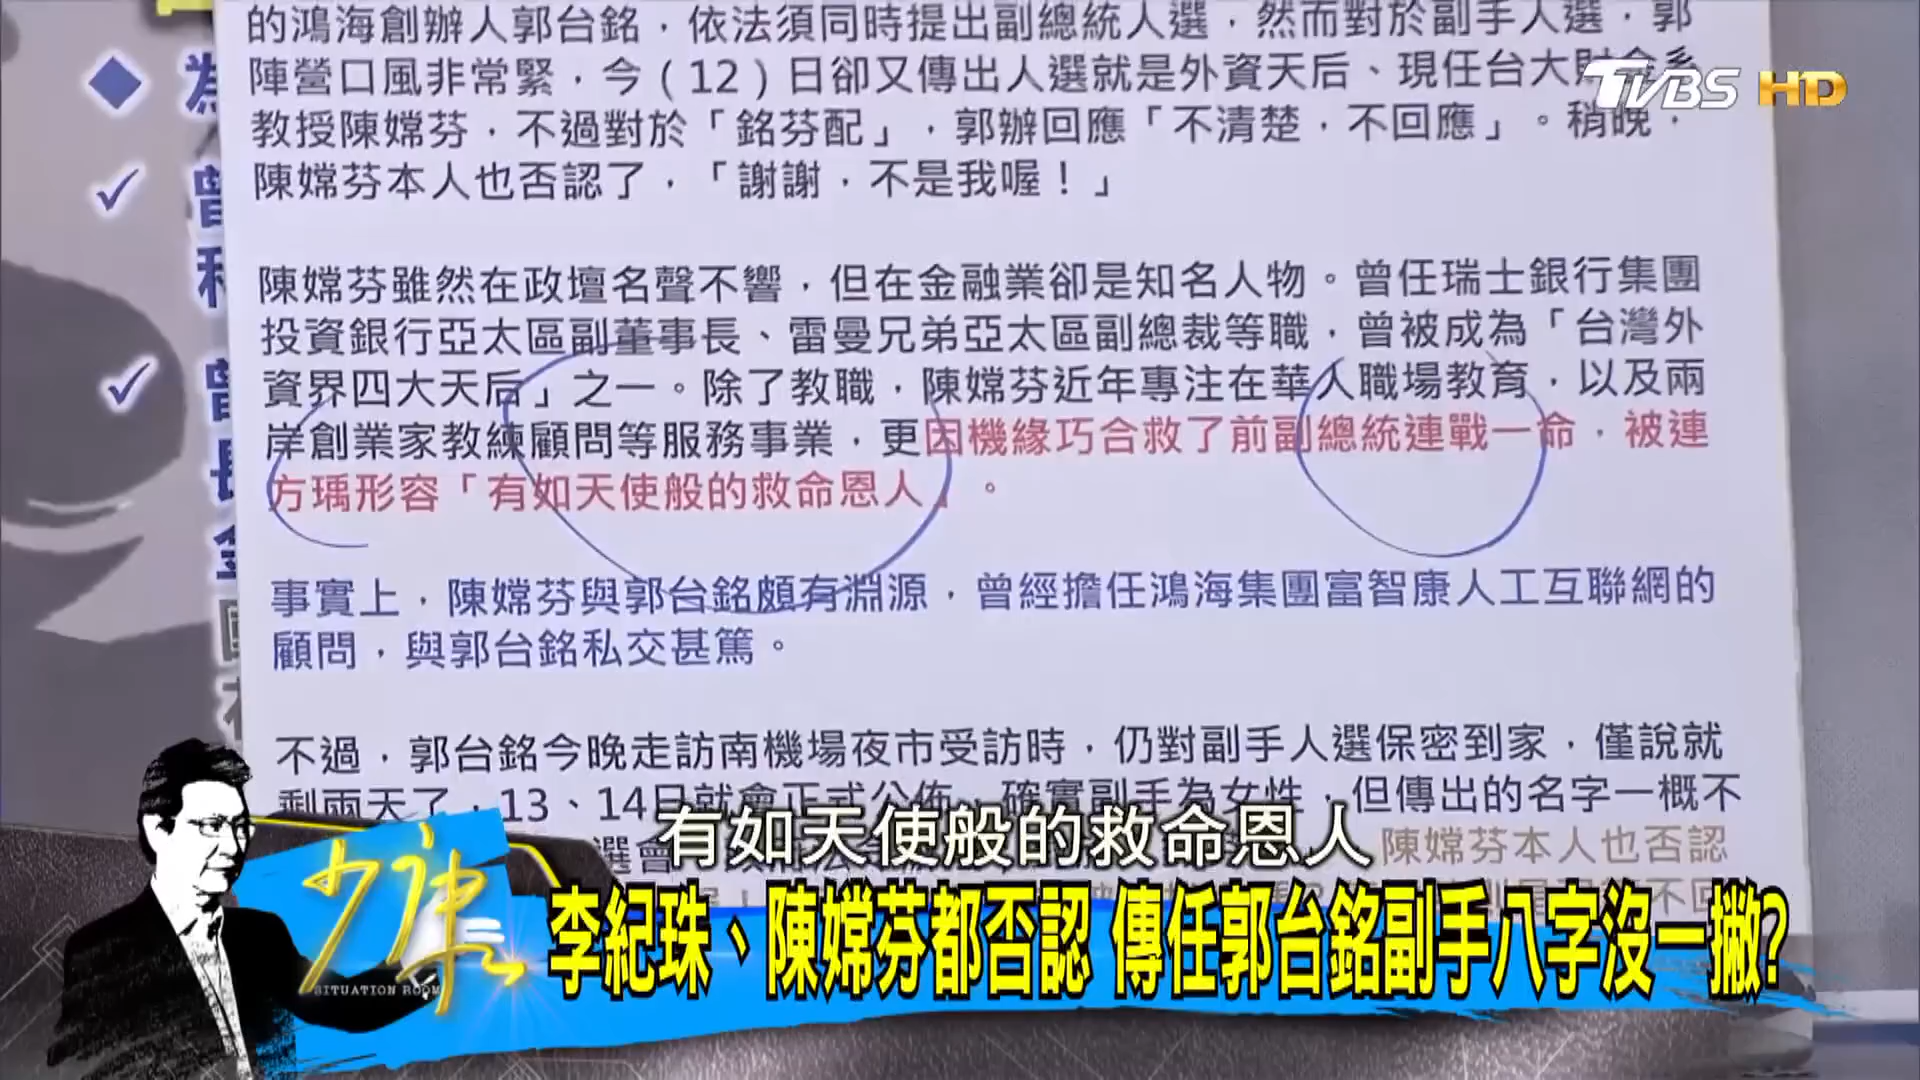 的鴻海創辦人郭台銘，依法須同時提出副總統人選，然而對於副手人選，郭
陣營口風非常緊，今（12）日卻又傳出人選就是外資天后、現任台大財金系
TVBS HD
教授陳嫦芬，不過對於「銘芬配」，郭辦回應「不清楚，不回應」。稍晚，
陳嫦芬本人也否認了，「謝謝，不是我喔！」
陳嫦芬雖然在政壇名聲不響，但在金融業卻是知名人物。曾任瑞士銀行集團
投資銀行亞太區副董事長、雷曼兄弟亞太區副總裁等職，曾被成為「台灣外
資界四大天后」之一。除了教職，陳嫦芬近年專注在華人職場教育，以及兩
岸創業家教練顧問等服務事業，更因機緣巧合救了前副總統連戰一命，被連
方瑀形容「有如天使般的救命恩人」。
事實上，陳嫦芬與郭台銘頗有淵源，曾經擔任鴻海集團富智康人工互聯網的
顧問，與郭台銘私交甚篤。
不過，郭台銘今晚走訪南機場夜市受訪時，仍對副手人選保密到家，僅說就
剩兩天了，13、14日就會正式公佈，確實副手為女性，但傳出的名字一概不
選會
陳嫦芬本人也否認
有如天使般的救命恩人
少康
SITUATION ROOM
李紀珠、陳嫦芬都否認 傳任郭台銘副手八字沒一撇?